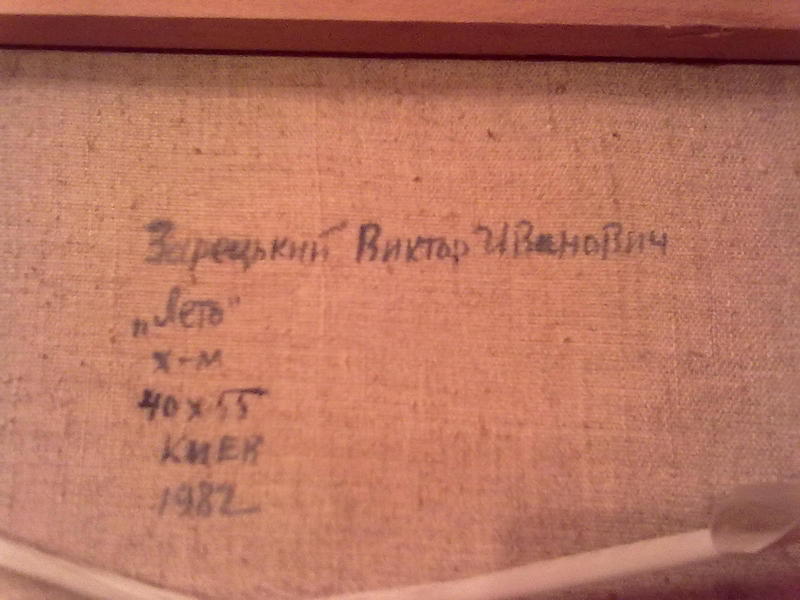 Зарецький Виктор Иванович
„Лето"
х-м
40х55
КИЕВ
1982